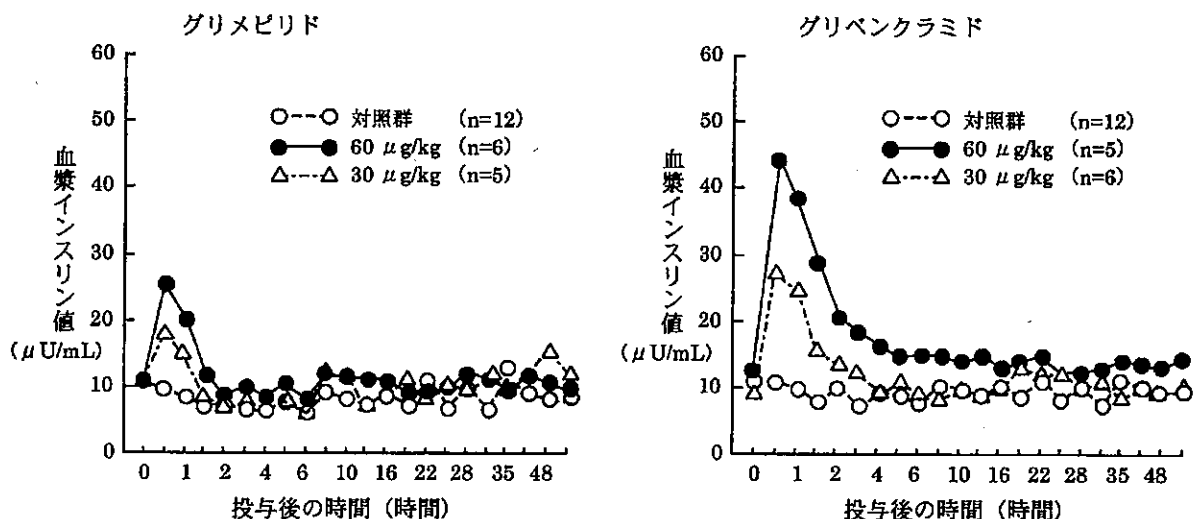 グリメピリド
60
50
40
30
20
10
0
血漿インスリン値
(μU/mL)
対照群 (n=12)
60 μg/kg (n=6)
30 μg/kg (n=5)
0 1 2 4 6 10 16 22 28 35 48
投与後の時間 (時間)
グリベンクラミド
60
50
40
30
20
10
0
血漿インスリン値
(μU/mL)
対照群 (n=12)
60 μg/kg (n=5)
30 μg/kg (n=6)
0 1 2 4 6 10 16 22 28 35 48
投与後の時間 (時間)